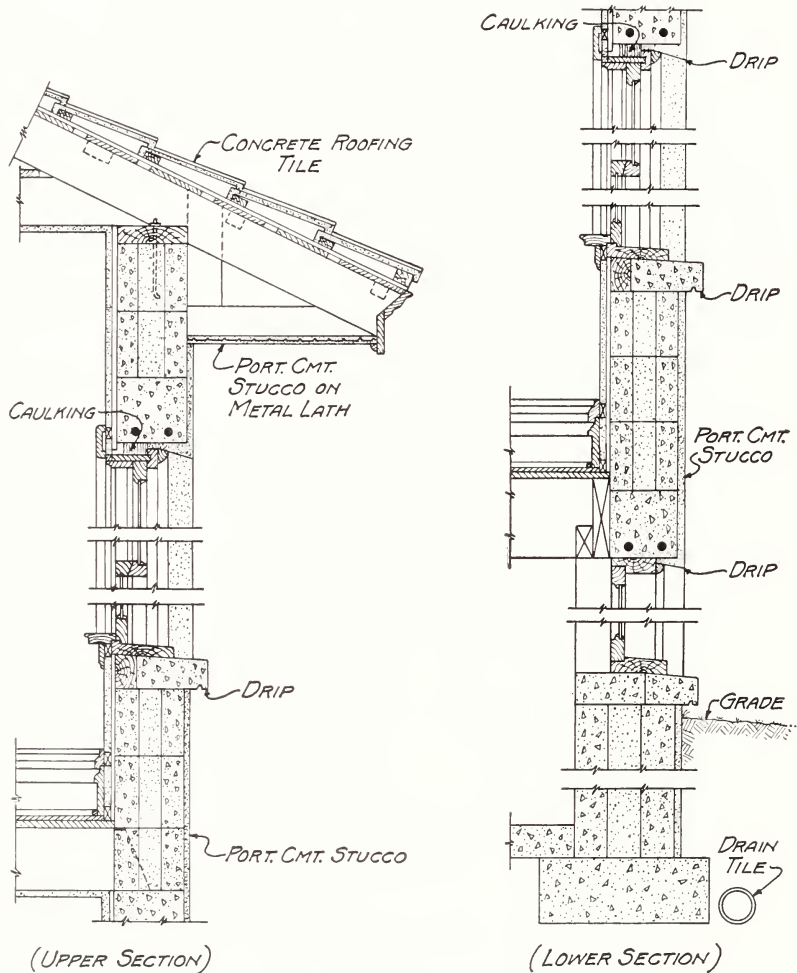 CONCRETE ROOFING
TILE
PORT. CMT.
STUCCO ON
METAL LATH
CAULKING
DRIP
PORT. CMT. STUCCO
(UPPER SECTION)
CAULKING
DRIP
DRIP
PORT. CMT.
STUCCO
DRIP
GRADE
DRAIN
TILE
(LOWER SECTION)